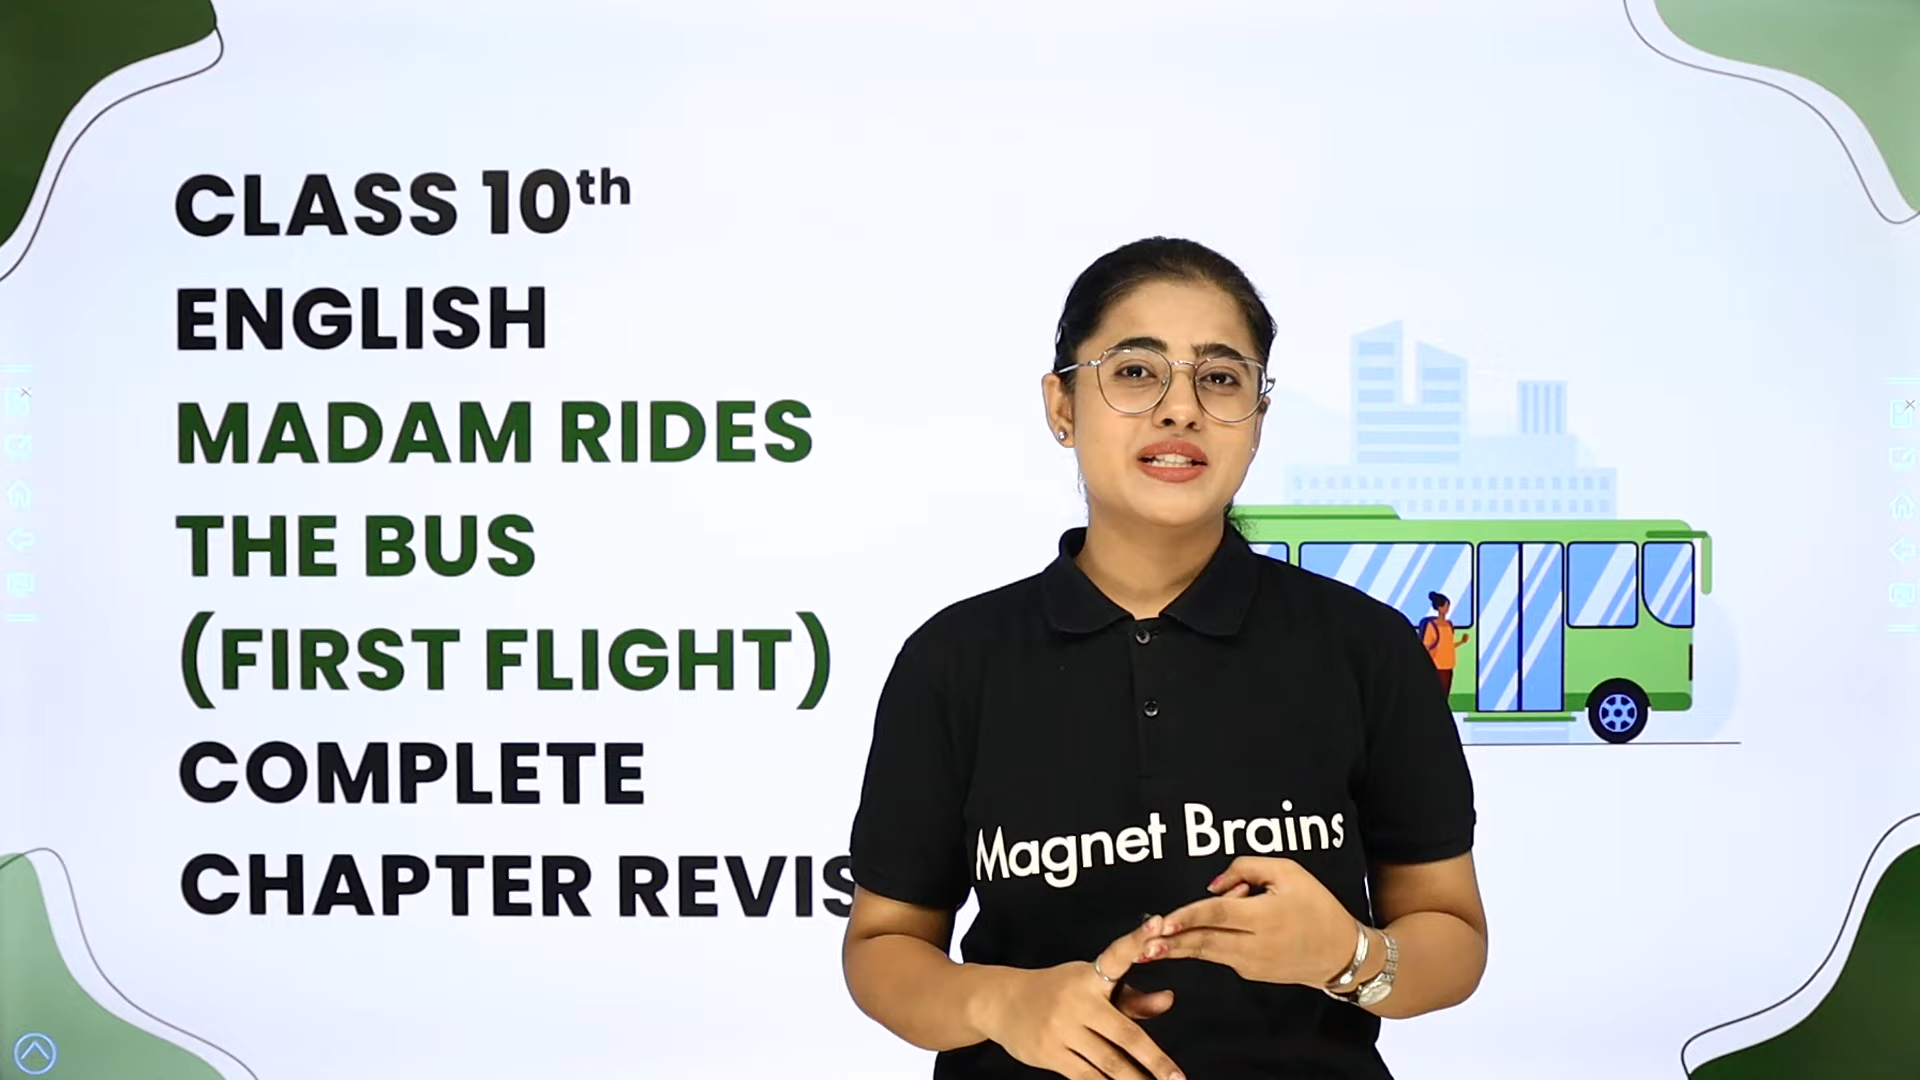 CLASS 10th
ENGLISH
MADAM RIDES
THE BUS
(FIRST FLIGHT)
COMPLETE
CHAPTER REVIS
Magnet Brains